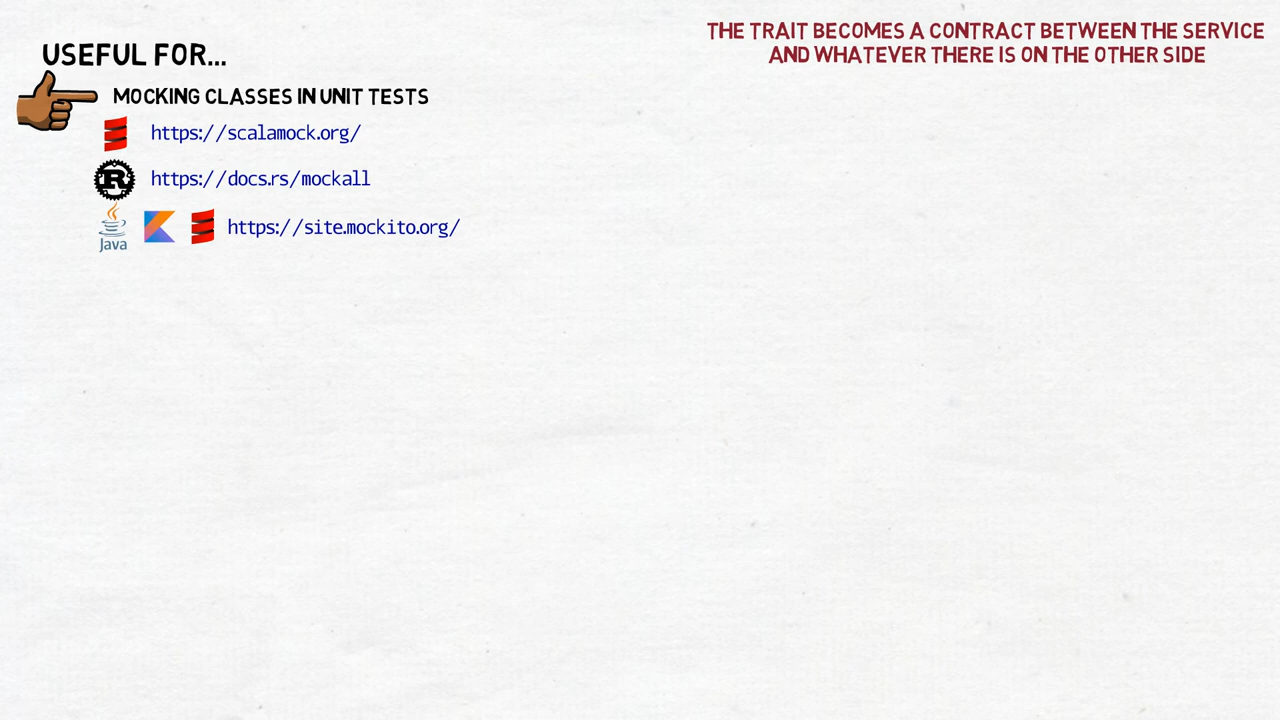 THE TRAIT BECOMES A CONTRACT BETWEEN THE SERVICE
AND WHATEVER THERE IS ON THE OTHER SIDE
USEFUL FOR...
MOCKING CLASSES IN UNIT TESTS
https://scalamock.org/
R https://docs.rs/mockall
Java https://site.mockito.org/